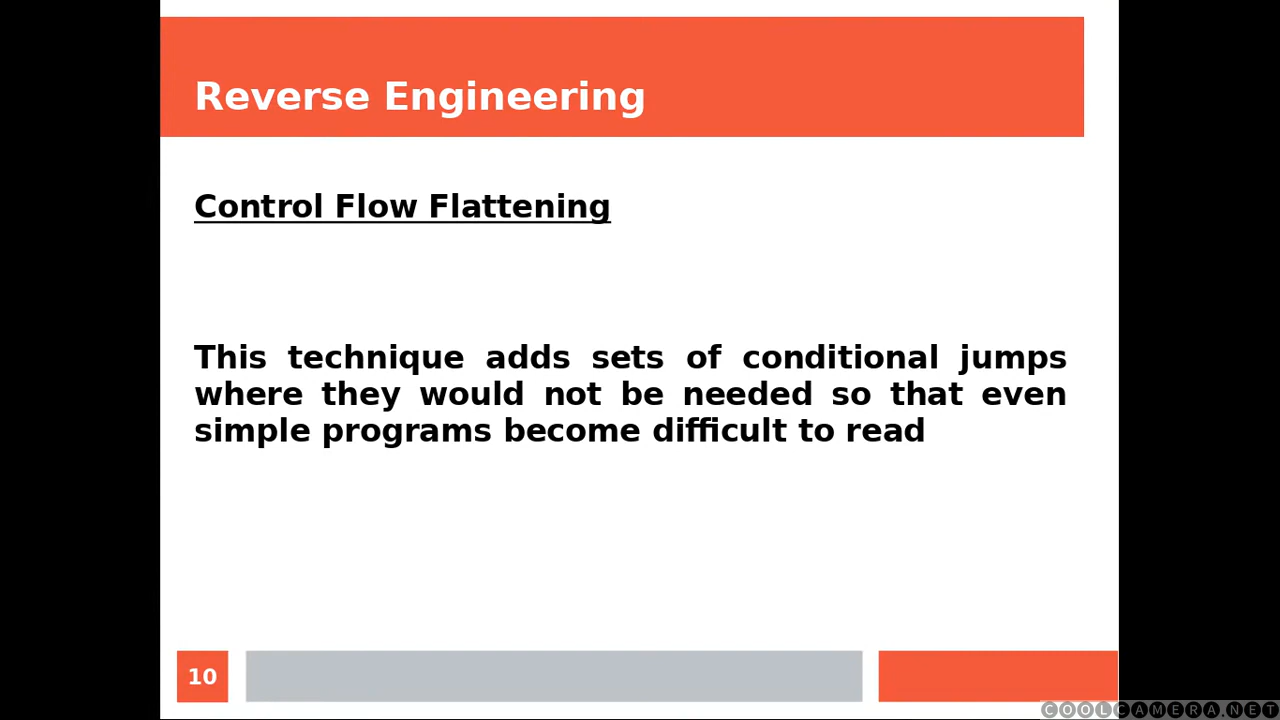 Reverse Engineering
Control Flow Flattening
This technique adds sets of conditional jumps
where they would not be needed so that even
simple programs become difficult to read
10
COOLCAMERA.NET